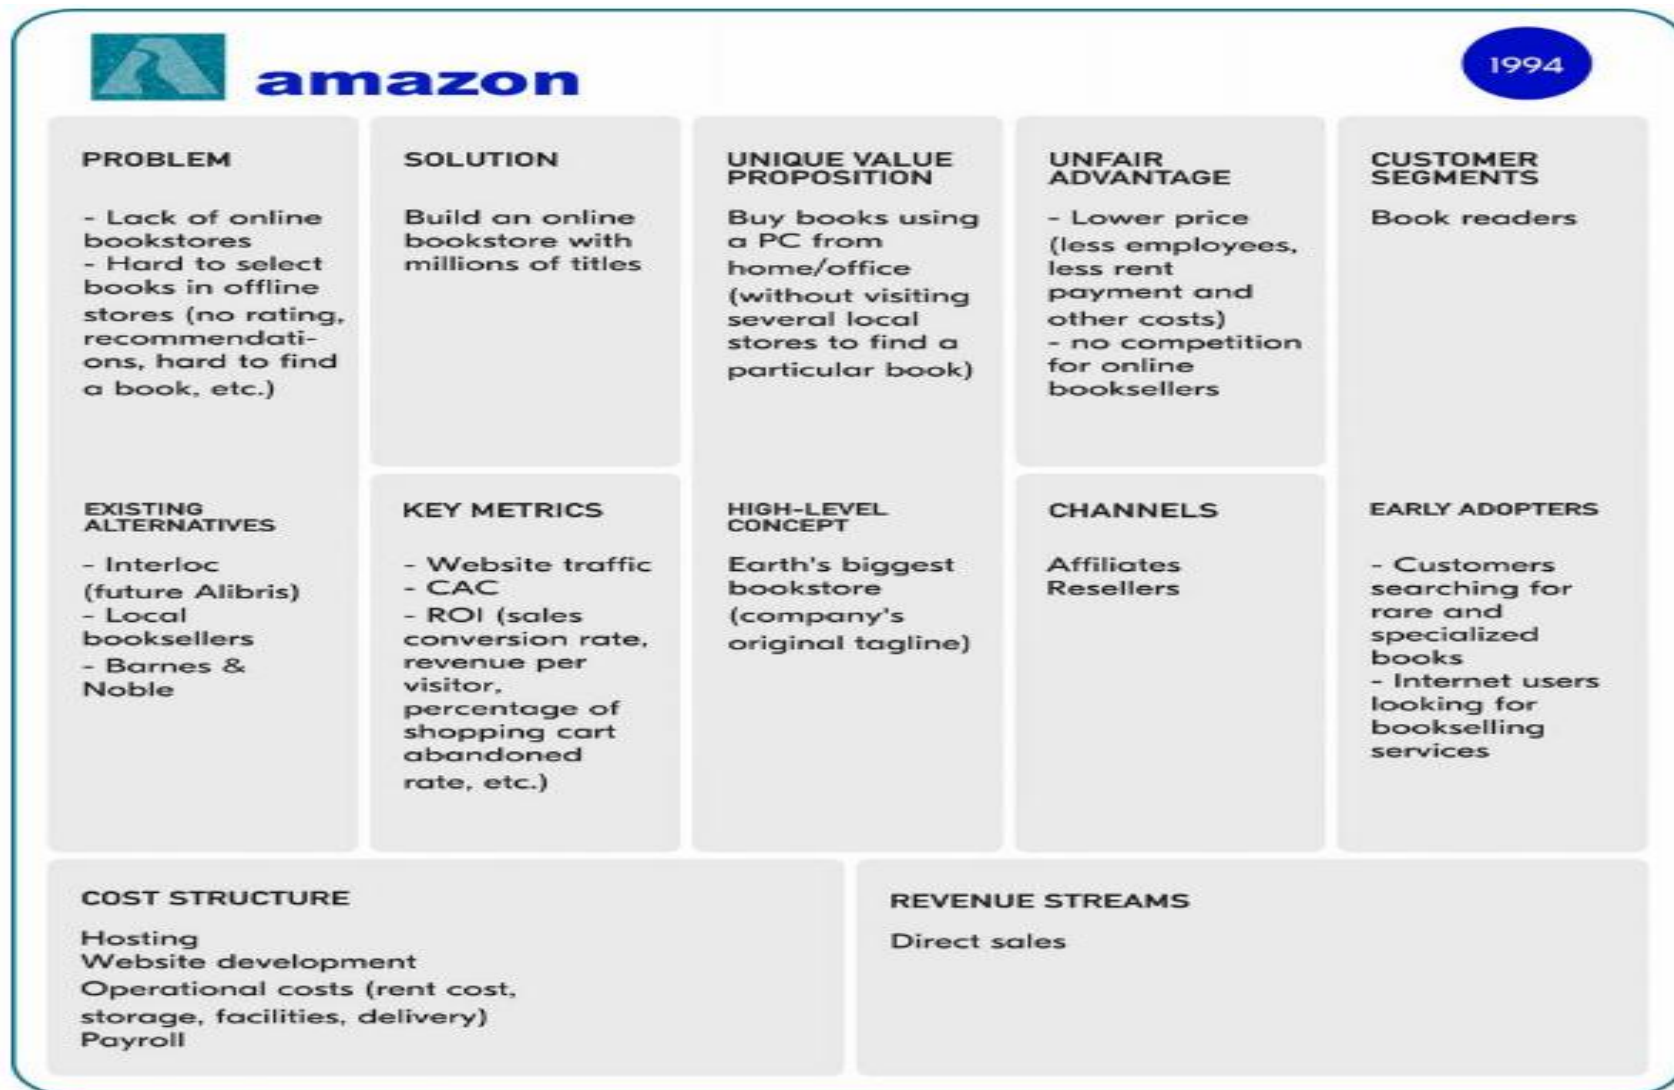 amazon
1994
PROBLEM
- Lack of online
bookstores
- Hard to select
books in offline
stores (no rating,
recommendati-
ons, hard to find
a book, etc.)
EXISTING
ALTERNATIVES
- Interloc
(future Alibris)
- Local
booksellers
- Barnes &
Noble
SOLUTION
Build an online
bookstore with
millions of titles
KEY METRICS
- Website traffic
- CAC
- ROI (sales
conversion rate,
revenue per
visitor,
percentage of
shopping cart
abandoned
rate, etc.)
UNIQUE VALUE
PROPOSITION
Buy books using
a PC from
home/office
(without visiting
several local
stores to find a
particular book)
HIGH-LEVEL
CONCEPT
Earth's biggest
bookstore
(company's
original tagline)
UNFAIR
ADVANTAGE
- Lower price
(less employees,
less rent
payment and
other costs)
- no competition
for online
booksellers
CHANNELS
Affiliates
Resellers
CUSTOMER
SEGMENTS
Book readers
EARLY ADOPTERS
- Customers
searching for
rare and
specialized
books
- Internet users
looking for
bookselling
services
COST STRUCTURE
Hosting
Website development
Operational costs (rent cost,
storage, facilities, delivery)
Payroll
REVENUE STREAMS
Direct sales